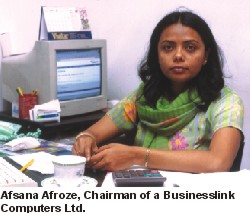 Afsana Afroze, Chairman of a Businesslink
Computers Ltd.